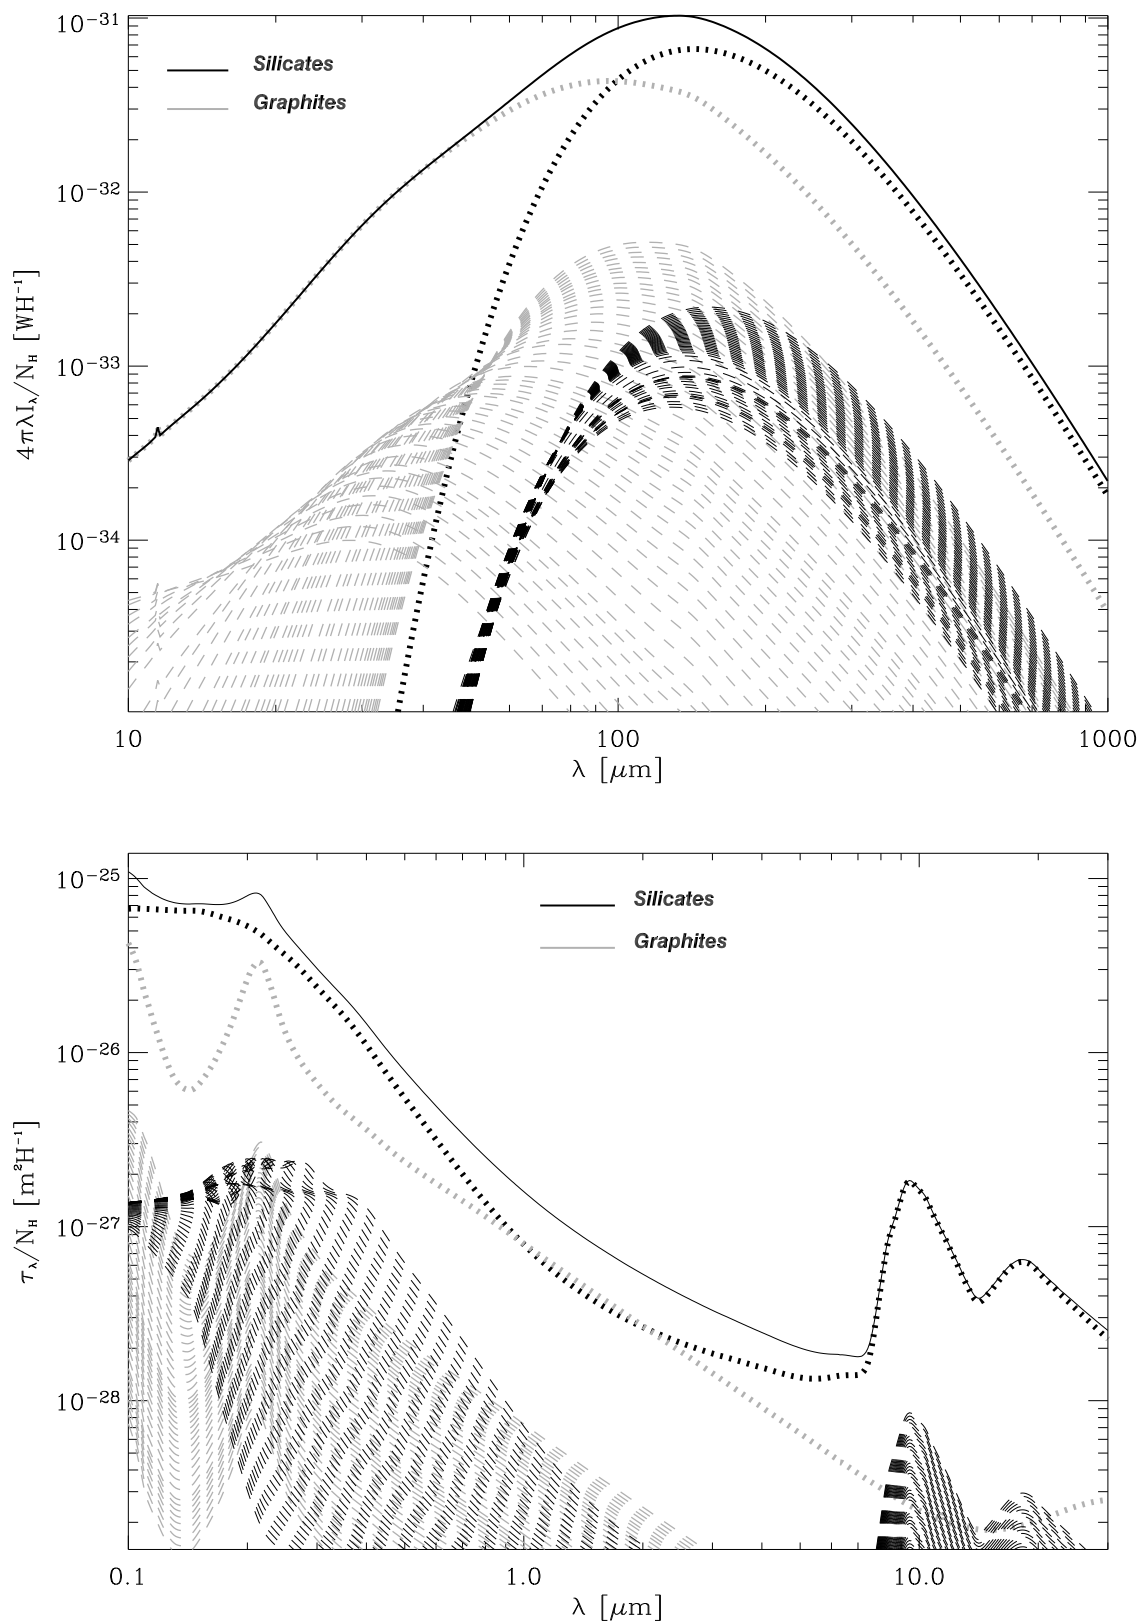 10⁻³¹
Silicates
Graphites
10⁻³²
10⁻³³
10⁻³⁴
4πλI_λ/N_H [WH⁻¹]
10 100 1000
λ [μm]
10⁻²⁵
Silicates
Graphites
10⁻²⁶
10⁻²⁷
10⁻²⁸
τ_λ/N_H [m²H⁻¹]
0.1 1.0 10.0
λ [μm]